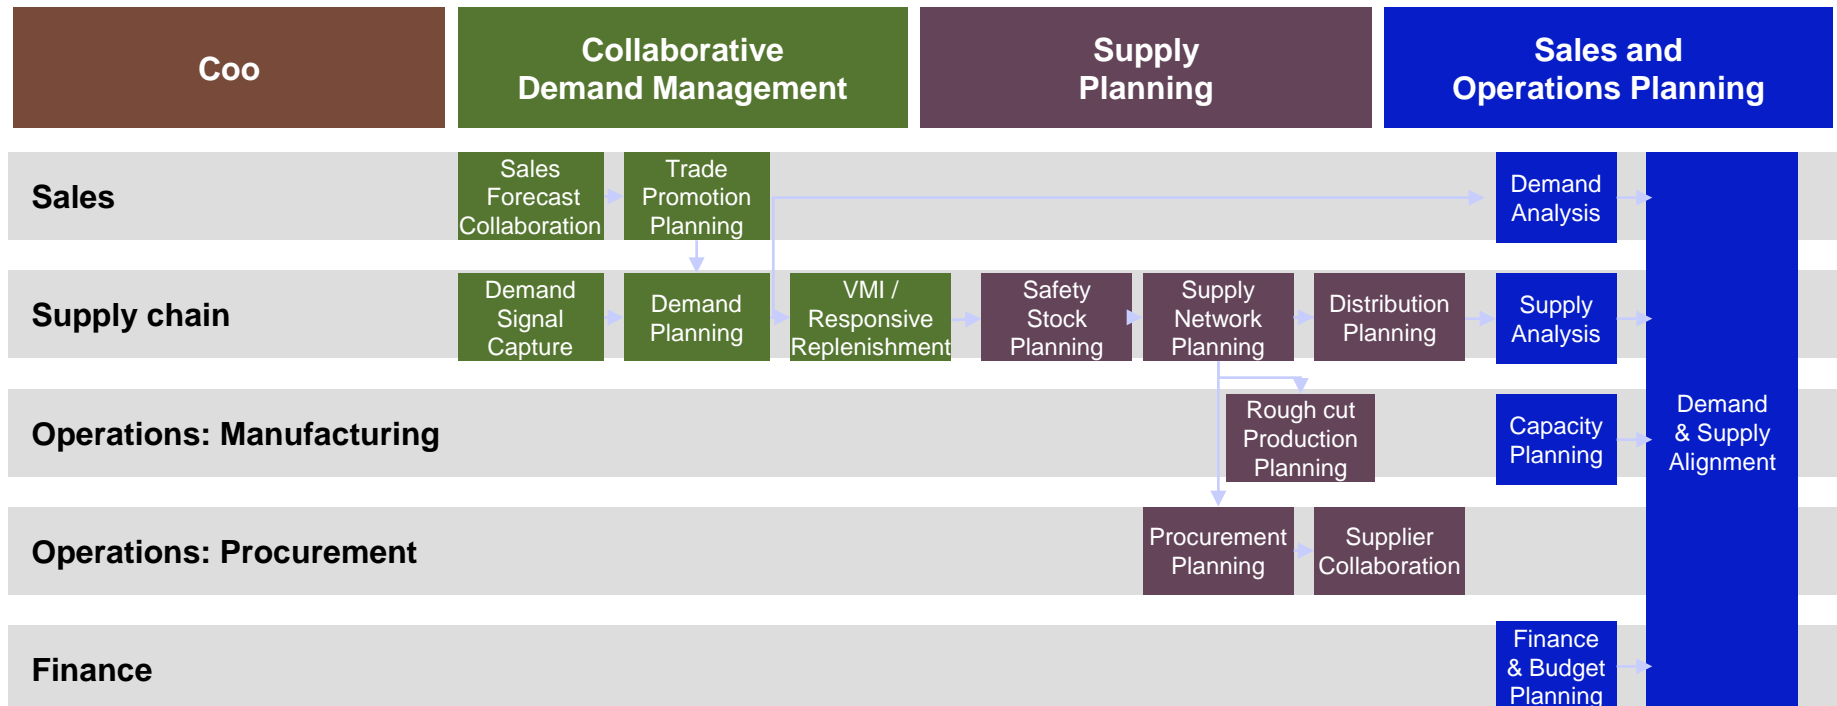 Coo
Collaborative
Demand Management
Supply
Planning
Sales and
Operations Planning
Sales
Sales
Forecast
Collaboration
Trade
Promotion
Planning
Demand
Analysis
Supply chain
Demand
Signal
Capture
Demand
Planning
VMI /
Responsive
Replenishment
Safety
Stock
Planning
Supply
Network
Planning
Distribution
Planning
Supply
Analysis
Operations: Manufacturing
Rough cut
Production
Planning
Capacity
Planning
Demand
& Supply
Alignment
Operations: Procurement
Procurement
Planning
Supplier
Collaboration
Finance
Finance
& Budget
Planning